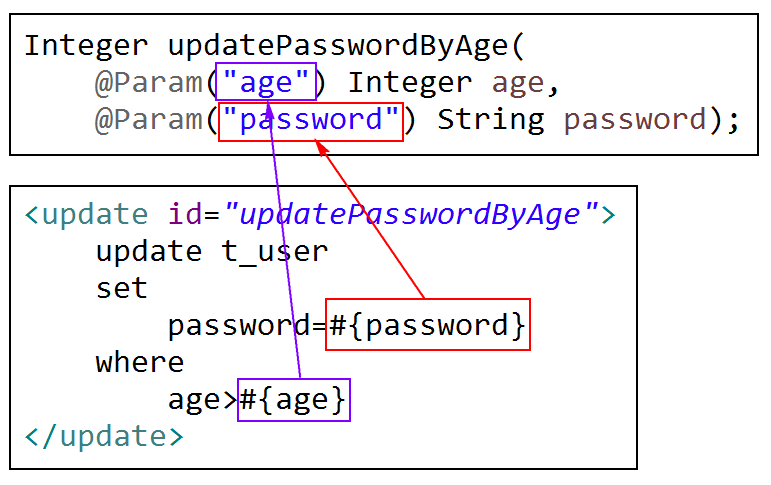 Integer updatePasswordByAge(
@Param("age") Integer age,
@Param("password") String password);
<update id="updatePasswordByAge">
update t_user
set
password=#{password}
where
age>#{age}
</update>